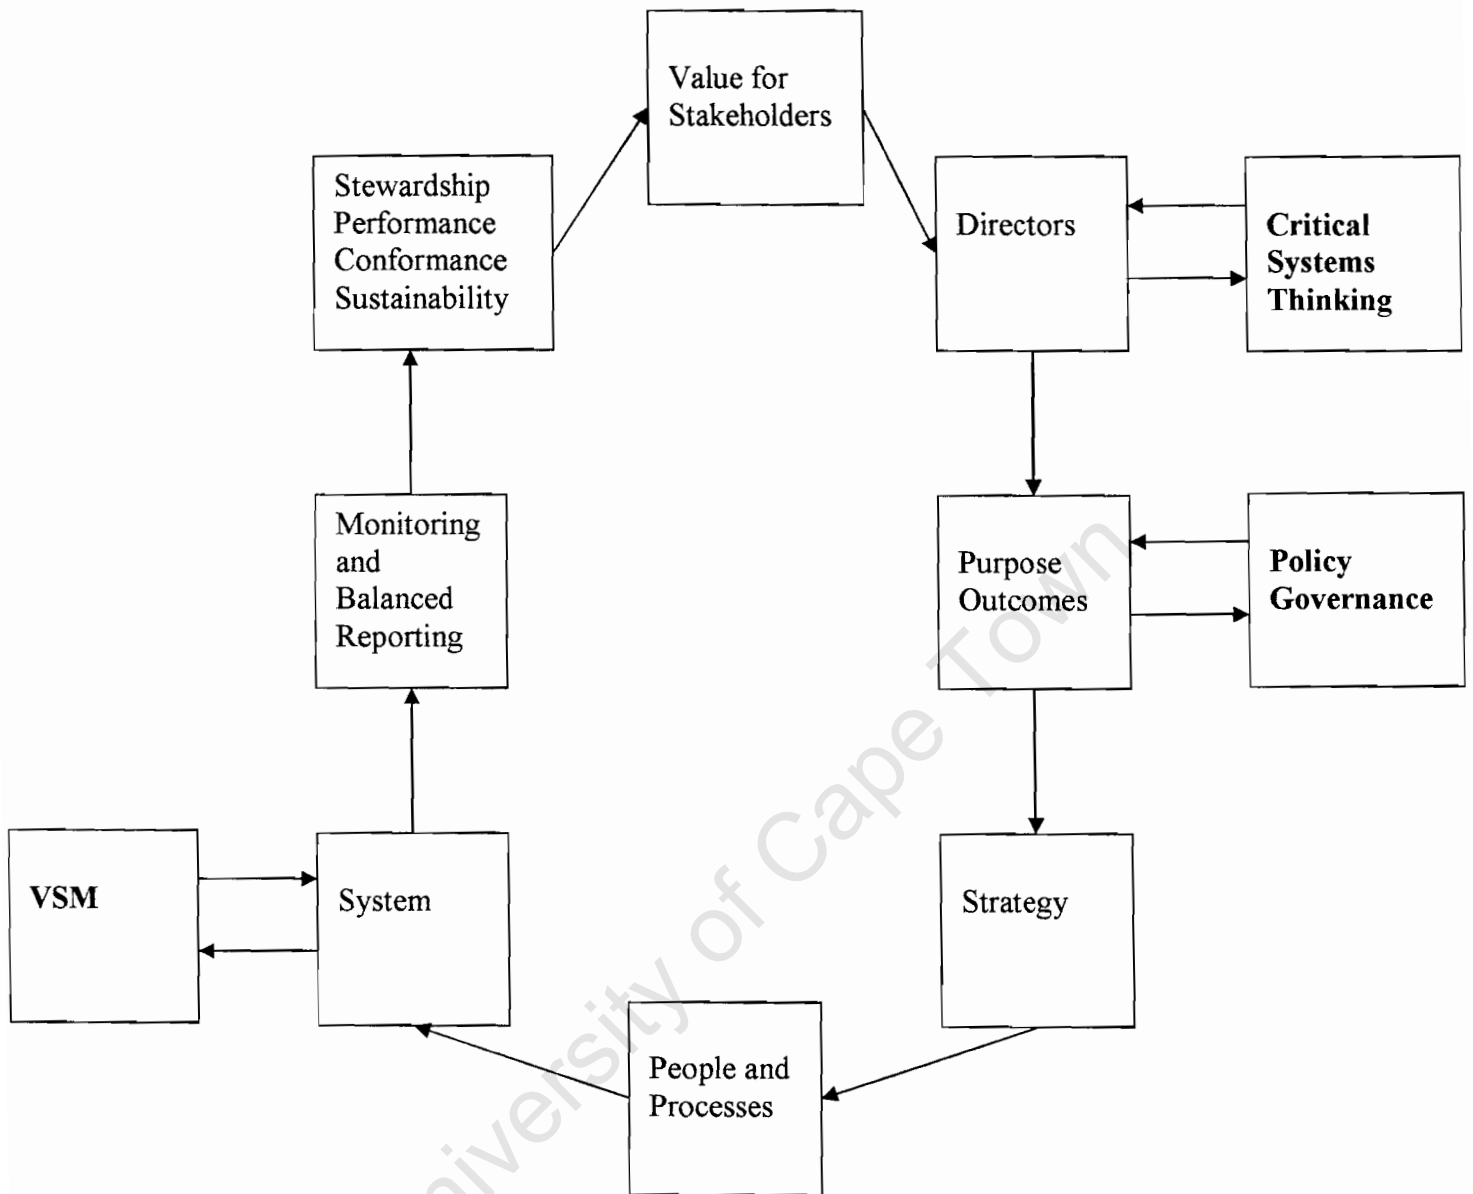 Value for
Stakeholders
Stewardship
Performance
Conformance
Sustainability
Directors
Critical
Systems
Thinking
Monitoring
and
Balanced
Reporting
Purpose
Outcomes
Policy
Governance
VSM
System
Strategy
People and
Processes
niversity of Cape Town